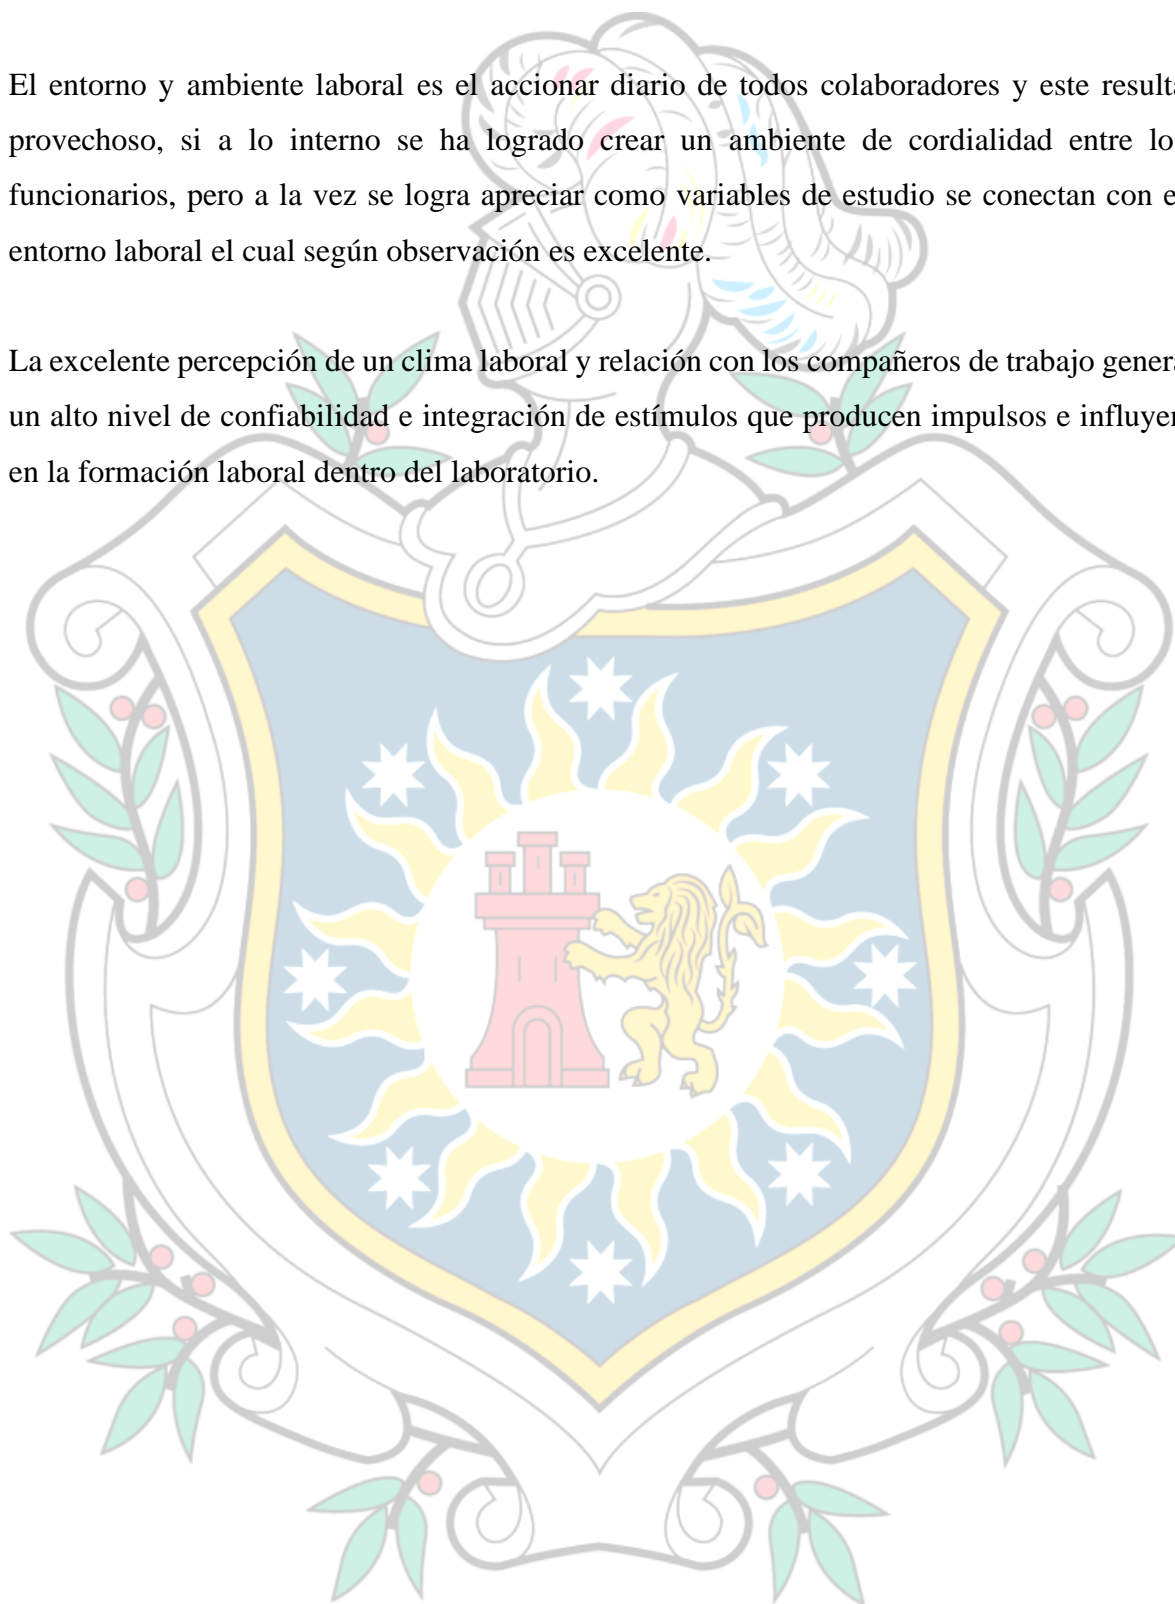 El entorno y ambiente laboral es el accionar diario de todos colaboradores y este resulta
provechoso, si a lo interno se ha logrado crear un ambiente de cordialidad entre lo
funcionarios, pero a la vez se logra apreciar como variables de estudio se conectan con e
entorno laboral el cual según observación es excelente.
La excelente percepción de un clima laboral y relación con los compañeros de trabajo genera
un alto nivel de confiabilidad e integración de estímulos que producen impulsos e influyen
en la formación laboral dentro del laboratorio.